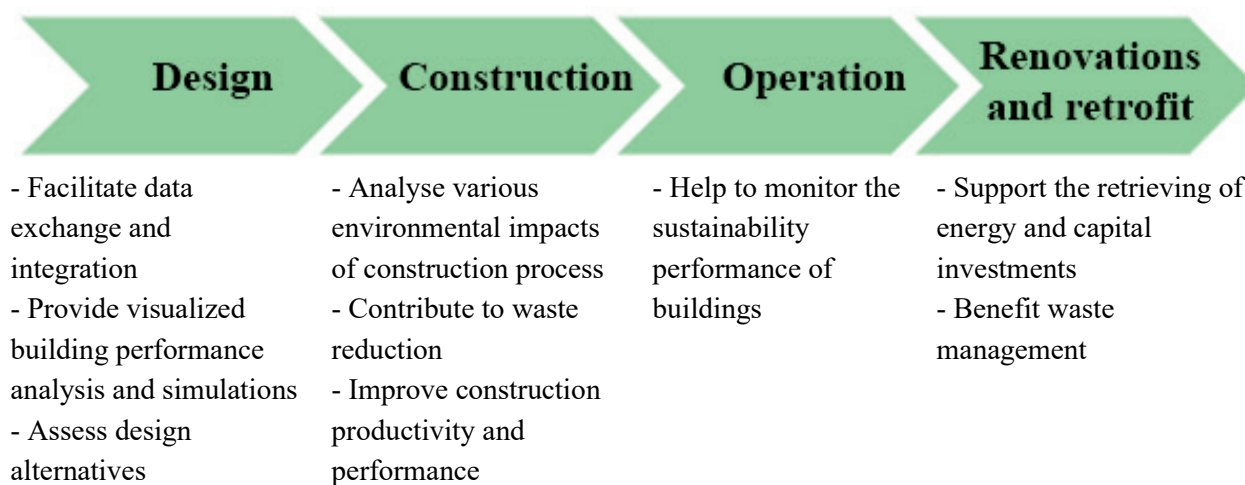 Design
Construction
Operation
Renovations
and retrofit
- Facilitate data
exchange and
integration
- Provide visualized
building performance
analysis and simulations
- Assess design
alternatives
- Analyse various
environmental impacts
of construction process
- Contribute to waste
reduction
- Improve construction
productivity and
performance
- Help to monitor the
sustainability
performance of
buildings
- Support the retrieving of
energy and capital
investments
- Benefit waste
management